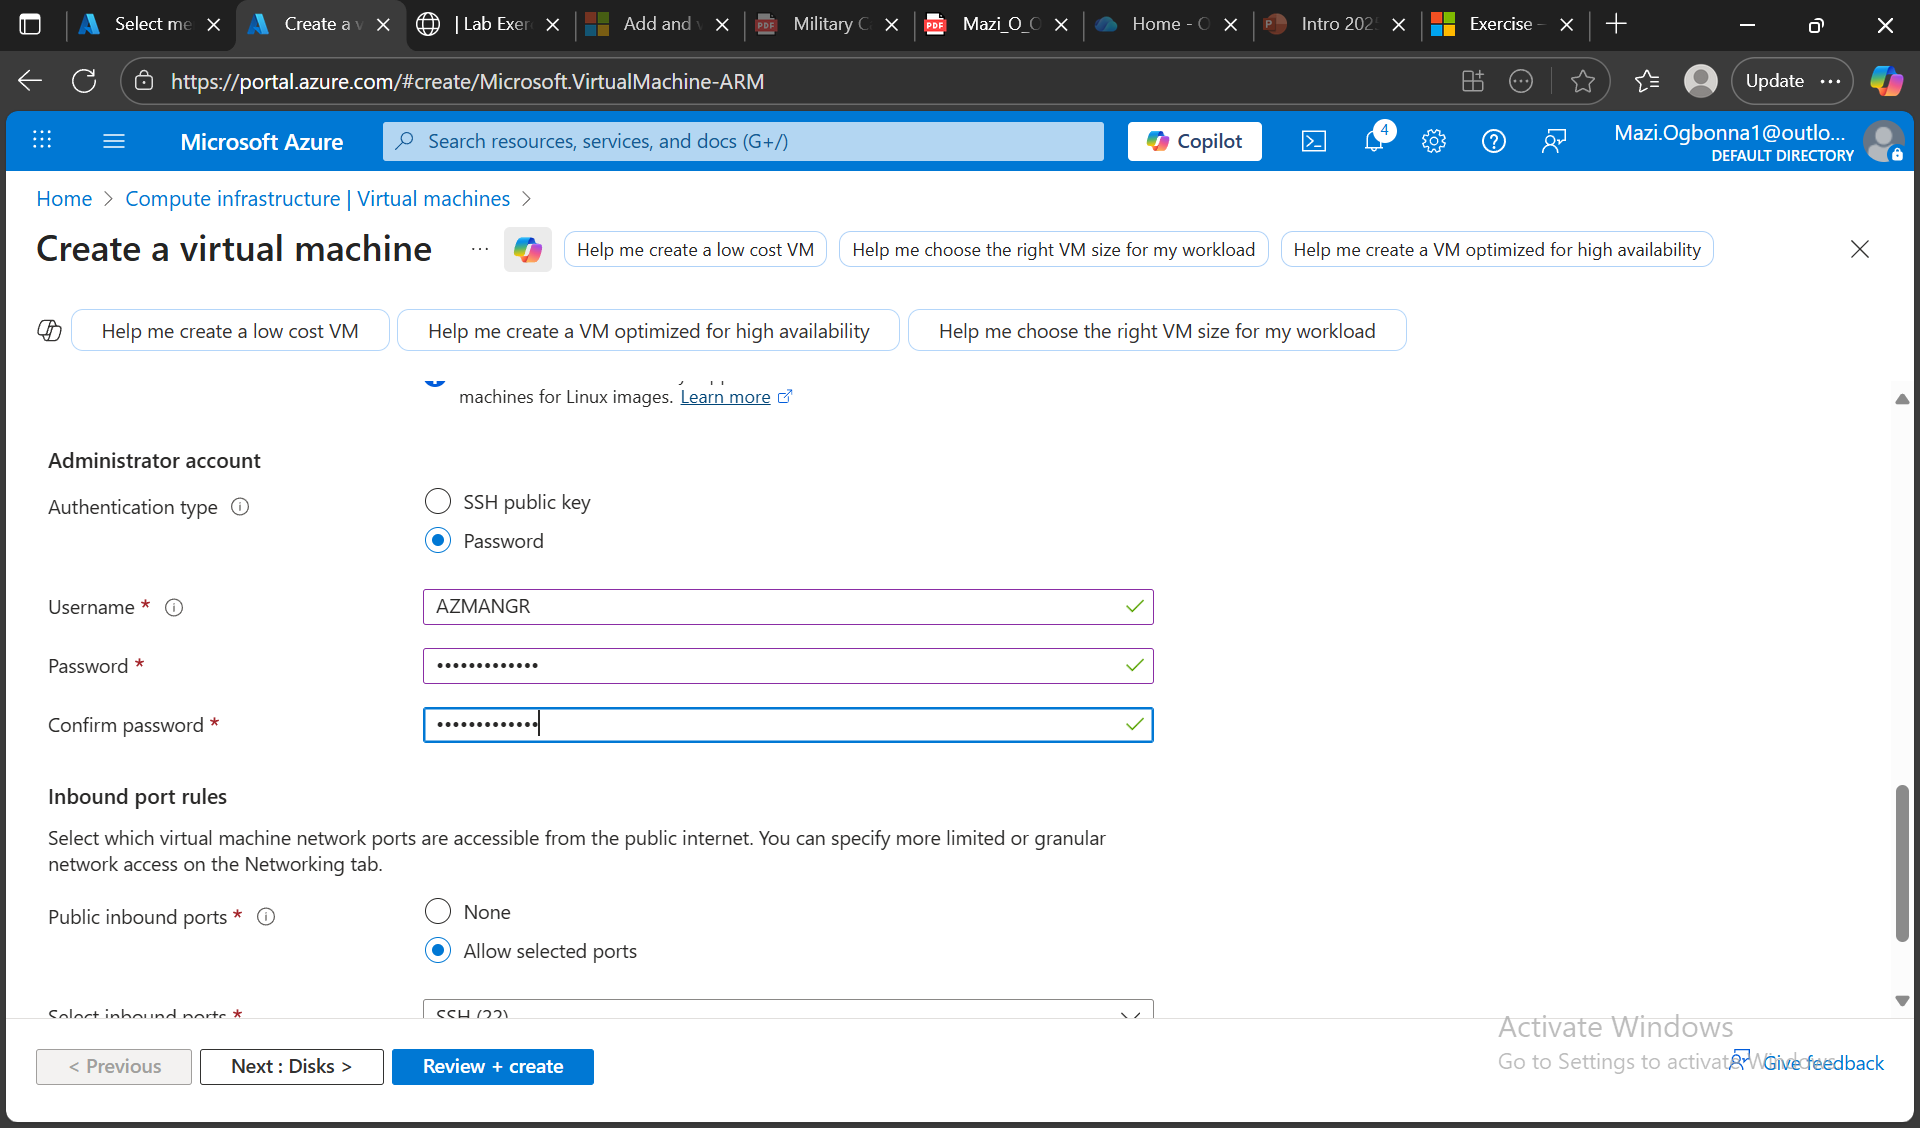 Select me
Create a v
| Lab Exer
Add and v
Military C
Mazi_O_O
Home - O
Intro 202
Exercise -
https://portal.azure.com/#create/Microsoft.VirtualMachine-ARM
Update
Microsoft Azure
Search resources, services, and docs (G+/)
Copilot
4
Mazi.Ogbonna1@outlo...
DEFAULT DIRECTORY
Home > Compute infrastructure | Virtual machines >
Create a virtual machine
...
Help me create a low cost VM
Help me choose the right VM size for my workload
Help me create a VM optimized for high availability
Help me create a low cost VM
Help me create a VM optimized for high availability
Help me choose the right VM size for my workload
machines for Linux images. Learn more
Administrator account
Authentication type
SSH public key
Password
Username *
AZMANGR
Password *
•••••••••••••
Confirm password *
•••••••••••••
Inbound port rules
Select which virtual machine network ports are accessible from the public internet. You can specify more limited or granular
network access on the Networking tab.
Public inbound ports *
None
Allow selected ports
Select inbound ports *
SSH (22)
< Previous
Next : Disks >
Review + create
Activate Windows
Go to Settings to activate Windows.
Give feedback